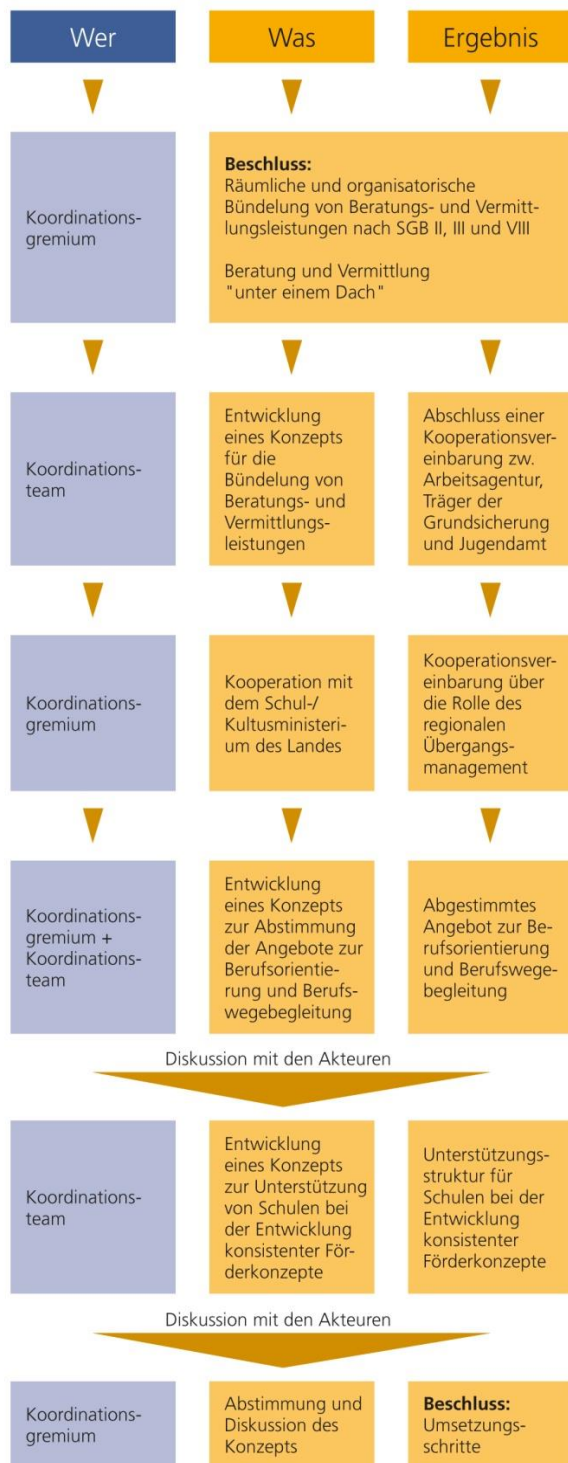 Wer
Was
Ergebnis
Koordinations-
gremium
Beschluss:
Räumliche und organisatorische
Bündelung von Beratungs- und Vermitt-
lungsleistungen nach SGB II, III und VIII
Beratung und Vermittlung
"unter einem Dach"
Koordinations-
team
Entwicklung
eines Konzepts
für die
Bündelung von
Beratungs- und
Vermittlungs-
leistungen
Abschluss einer
Kooperationsver-
einbarung zw.
Arbeitsagentur,
Träger der
Grundsicherung
und Jugendamt
Koordinations-
gremium
Kooperation mit
dem Schul-/
Kultusministeri-
um des Landes
Kooperationsver-
einbarung über
die Rolle des
regionalen
Übergangs-
management
Koordinations-
gremium +
Koordinations-
team
Entwicklung
eines Konzepts
zur Abstimmung
der Angebote zur
Berufsorientie-
rung und Berufs-
wegebegleitung
Abgestimmtes
Angebot zur Be-
rufsorientierung
und Berufswege-
begleitung
Diskussion mit den Akteuren
Koordinations-
team
Entwicklung
eines Konzepts
zur Unterstützung
von Schulen bei
der Entwicklung
konsistenter För-
derkonzepte
Unterstützungs-
struktur für
Schulen bei der
Entwicklung
konsistenter
Förderkonzepte
Diskussion mit den Akteuren
Koordinations-
gremium
Abstimmung und
Diskussion des
Konzepts
Beschluss:
Umsetzungs-
schritte